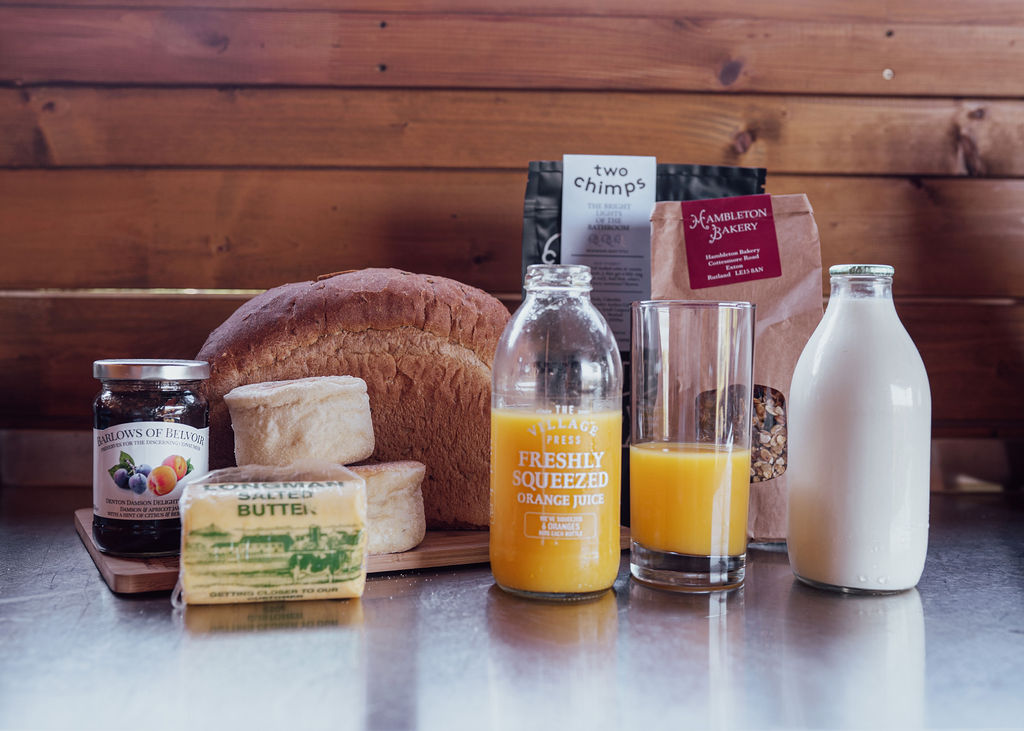 two
chimps
THE BRIGHT
LIGHTS
OF THE
BATHROOM
HAMBLETON
BAKERY
Hambleton Bakery
Cottesmore Road
Exton
Rutland LE15 8AN
BARLOWS OF BELVOIR
PRESERVES FOR THE DISCERNING CONSUMER
DENTON DAMSON DELIGHT
DAMSON & APRICOT JAM
WITH A HINT OF CITRUS &
LONGMAN
SALTED
BUTTER
GETTING CLOSER TO OUR
CUSTOMER
THE
VILLAGE
PRESS
FRESHLY
SQUEEZED
ORANGE JUICE
WE'VE SQUEEZED
6 ORANGES
INTO EACH BOTTLE